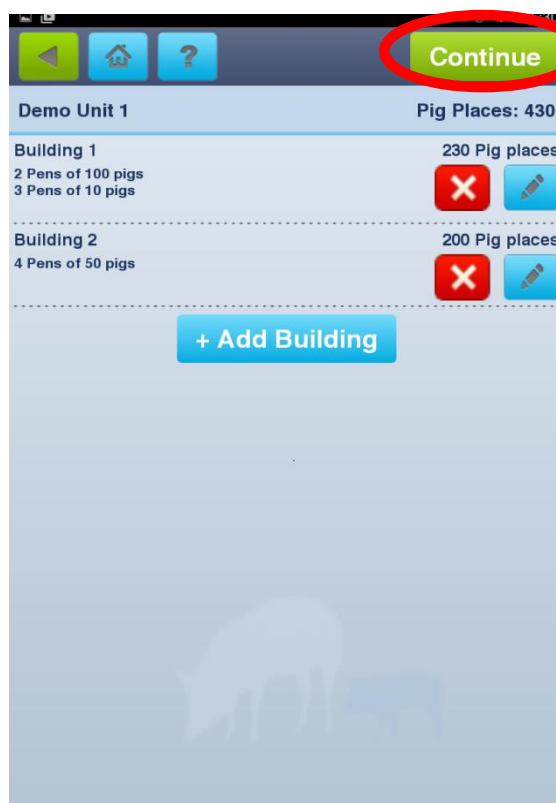 ?
Continue
Demo Unit 1 Pig Places: 430
Building 1 230 Pig places
2 Pens of 100 pigs
3 Pens of 10 pigs
Building 2 200 Pig places
4 Pens of 50 pigs
+ Add Building